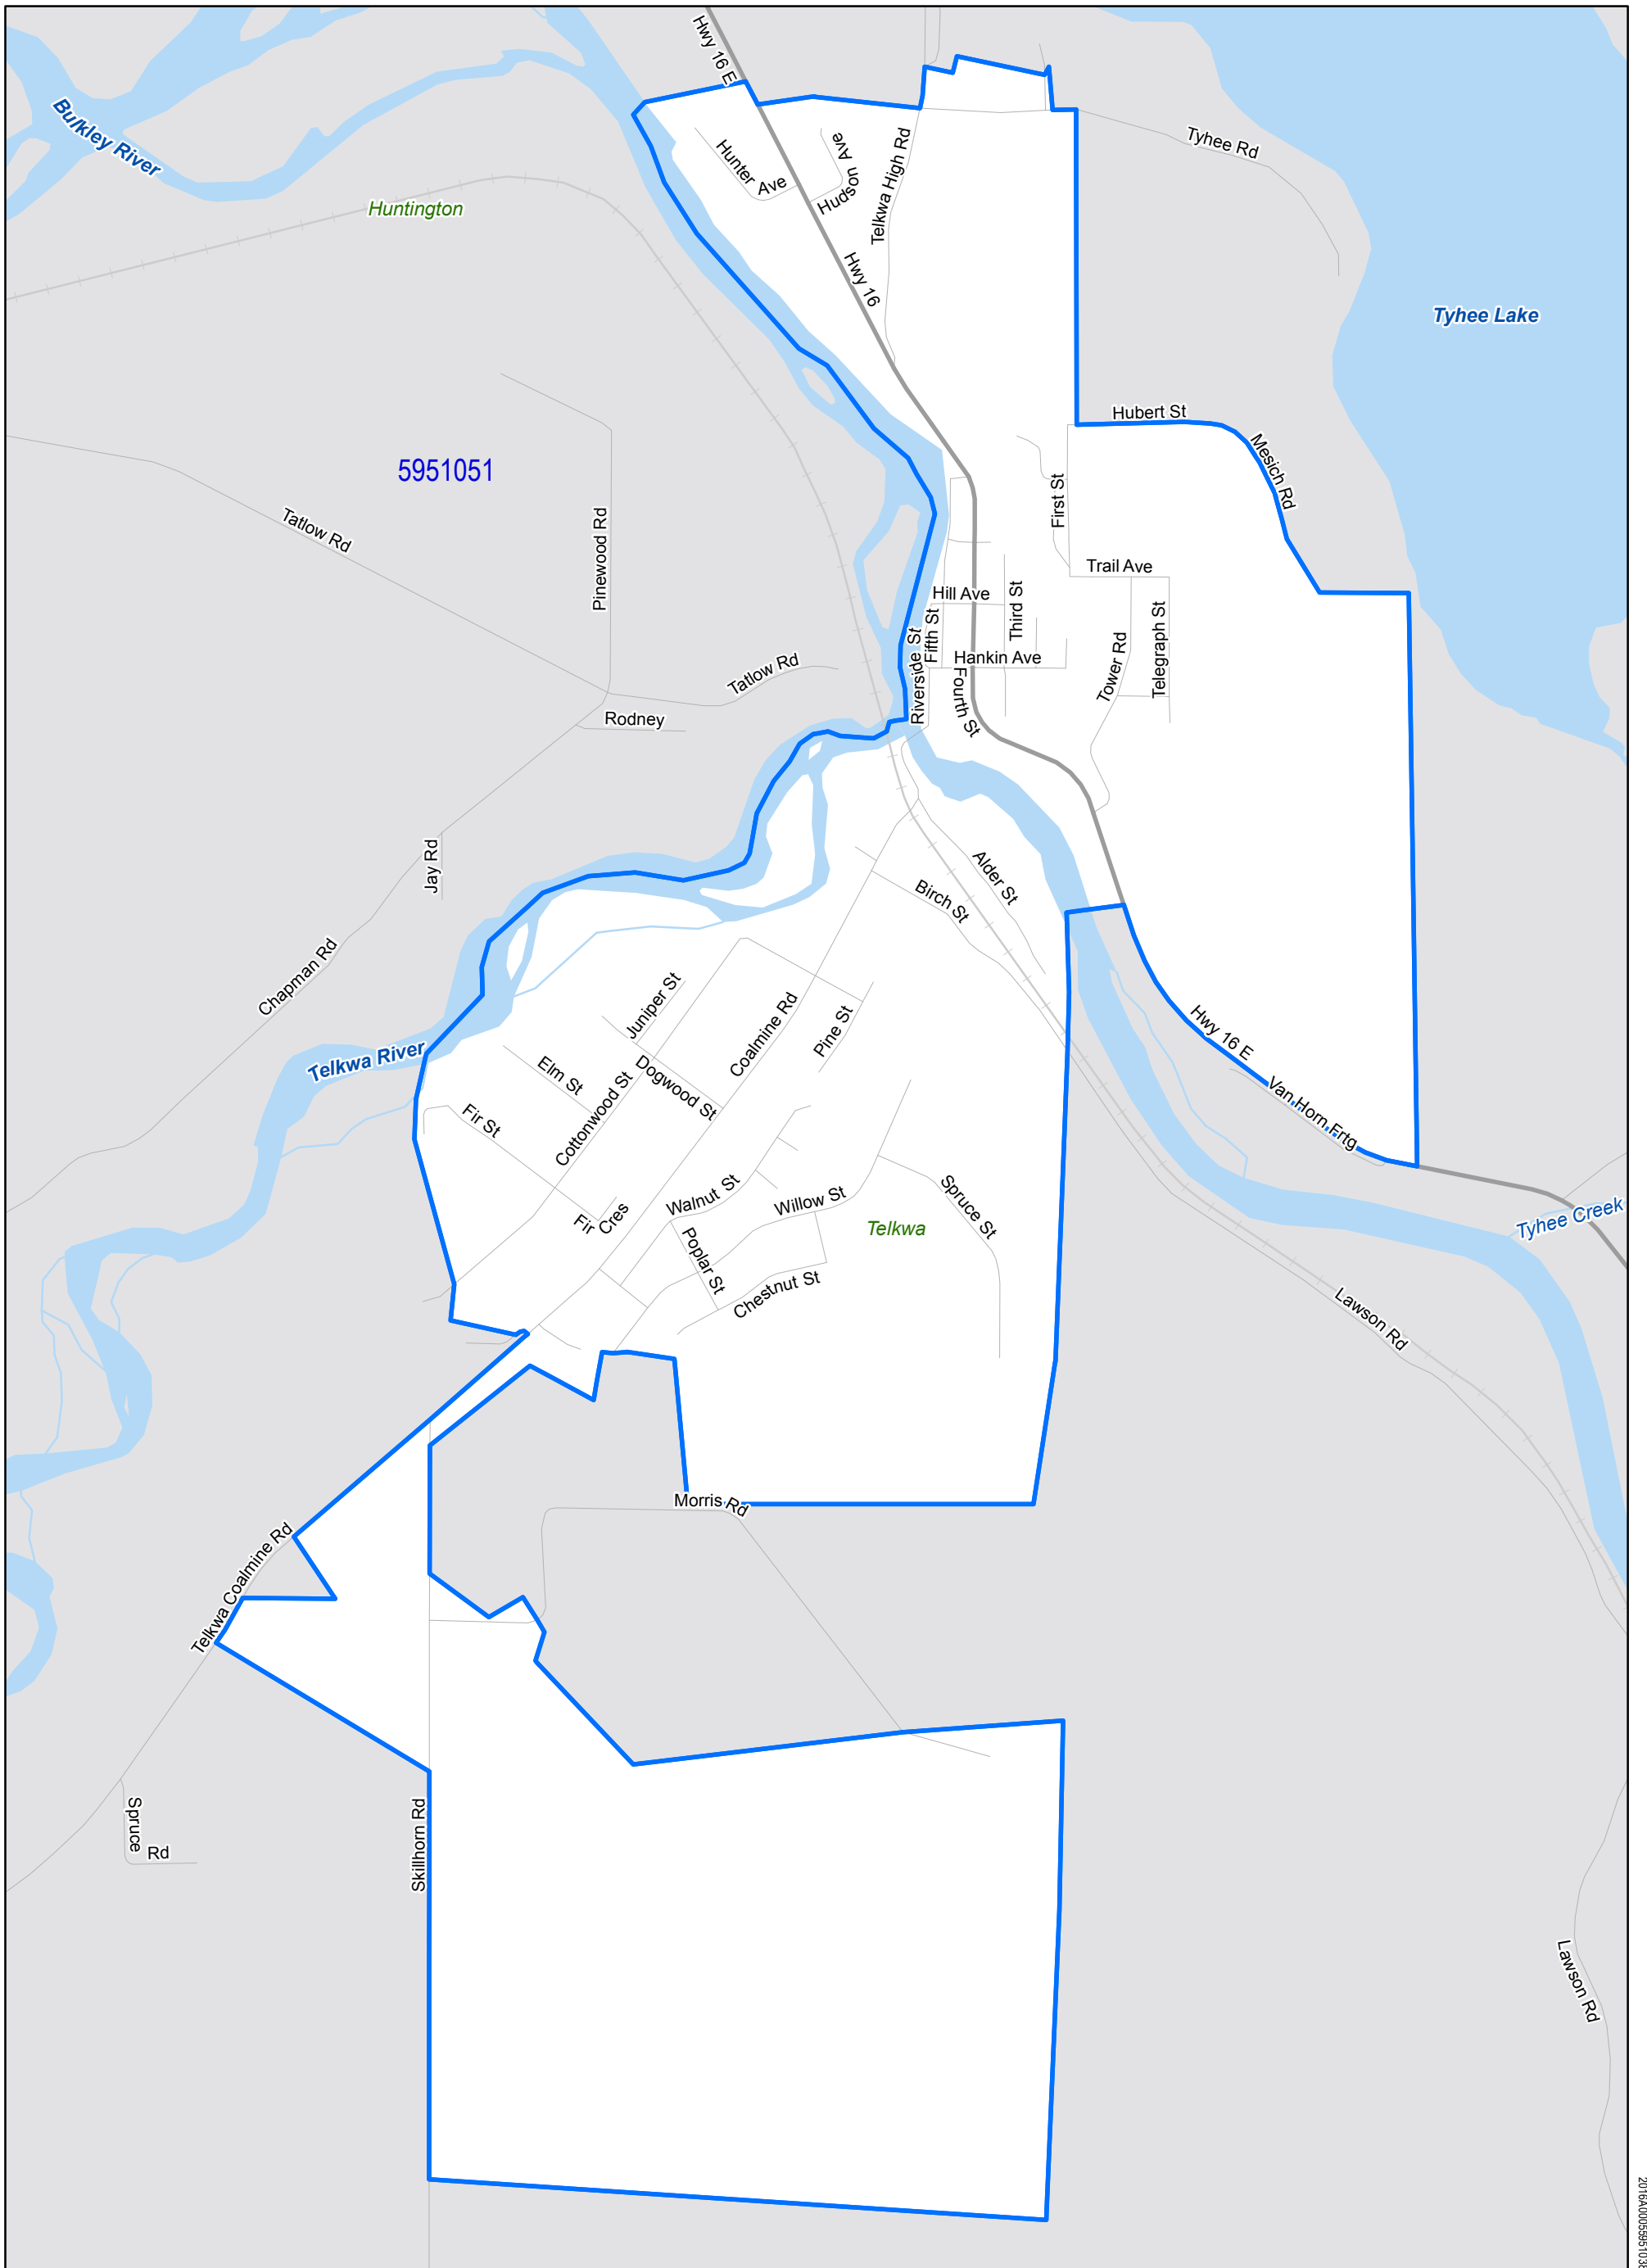 Hwy 16 E
Bulkley River
Huntington
Hunter Ave
Hudson Ave
Telkwa High Rd
Tyhee Rd
Hwy 16
Tyhee Lake
Hubert St
Mesich Rd
5951051
First St
Tatlow Rd
Pinewood Rd
Trail Ave
Hill Ave
Third St
Fifth St
Riverside St
Hankin Ave
Fourth St
Tower Rd
Telegraph St
Tatlow Rd
Rodney
Jay Rd
Alder St
Birch St
Chapman Rd
Juniper St
Coalmine Rd
Pine St
Telkwa River
Elm St
Dogwood St
Cottonwood St
Fir St
Hwy 16 E
Van Horn Frtg
Walnut St
Willow St
Spruce St
Fir Cres
Telkwa
Tyhee Creek
Poplar St
Chestnut St
Lawson Rd
Morris Rd
Telkwa Coalmine Rd
Spruce Rd
Skillhorn Rd
Lawson Rd